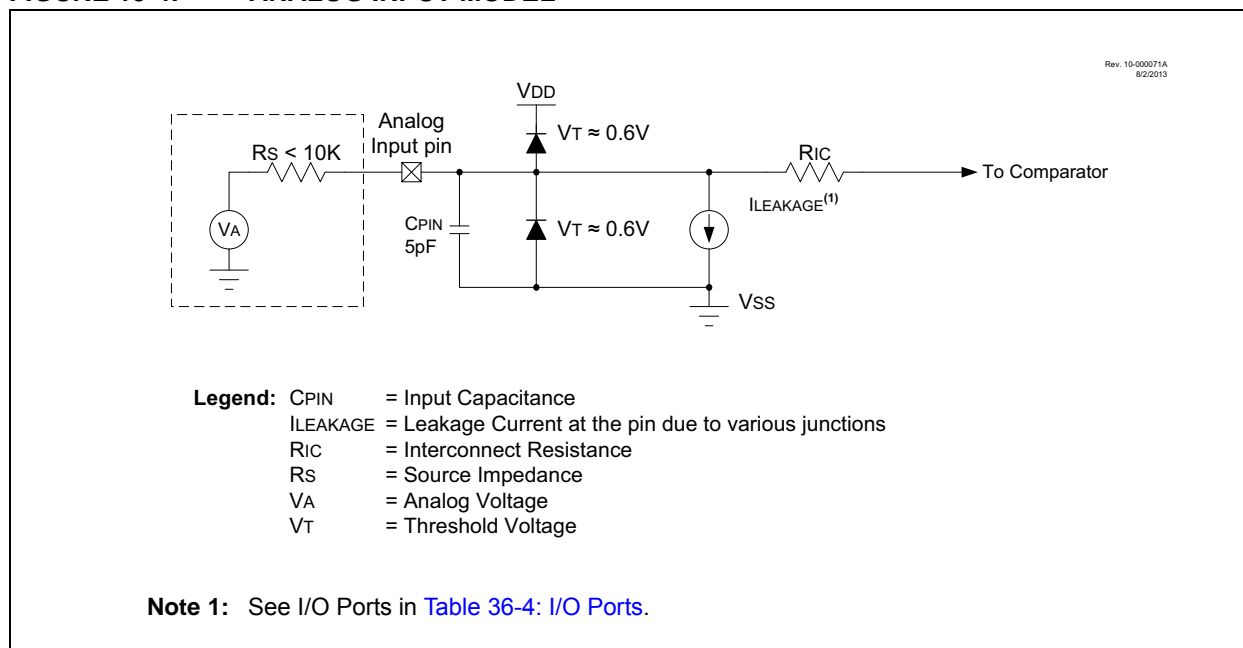 Rev. 10-000071A
8/2/2013
VDD
Analog
Input pin
VT ≈ 0.6V
RS < 10K
RIC
To Comparator
ILEAKAGE(1)
VA
CPIN
5pF
VT ≈ 0.6V
VSS
Legend: CPIN = Input Capacitance
ILEAKAGE = Leakage Current at the pin due to various junctions
RIC = Interconnect Resistance
RS = Source Impedance
VA = Analog Voltage
VT = Threshold Voltage
Note 1: See I/O Ports in Table 36-4: I/O Ports.